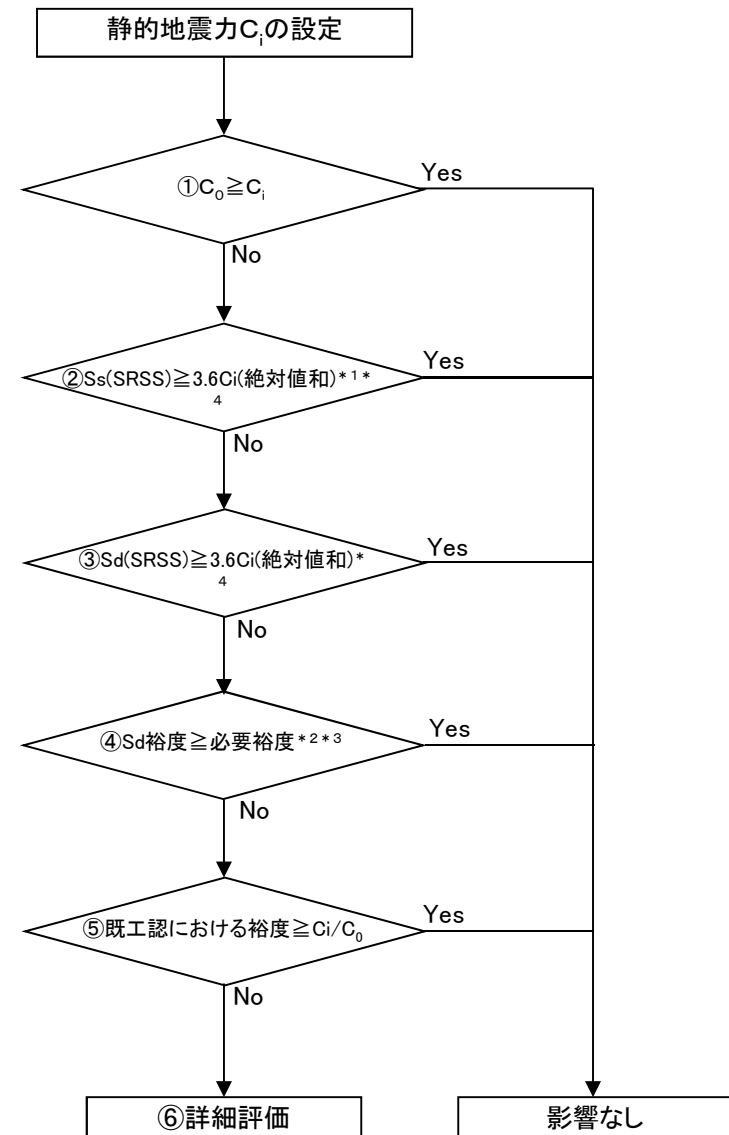 静的地震力Ciの設定
①C0≧Ci
Yes
No
②Ss(SRSS)≧3.6Ci(絶対値和)*1*
4
Yes
No
③Sd(SRSS)≧3.6Ci(絶対値和)*
4
Yes
No
④Sd裕度≧必要裕度*2*3
Yes
No
⑤既工認における裕度≧Ci/C0
Yes
No
⑥詳細評価
影響なし